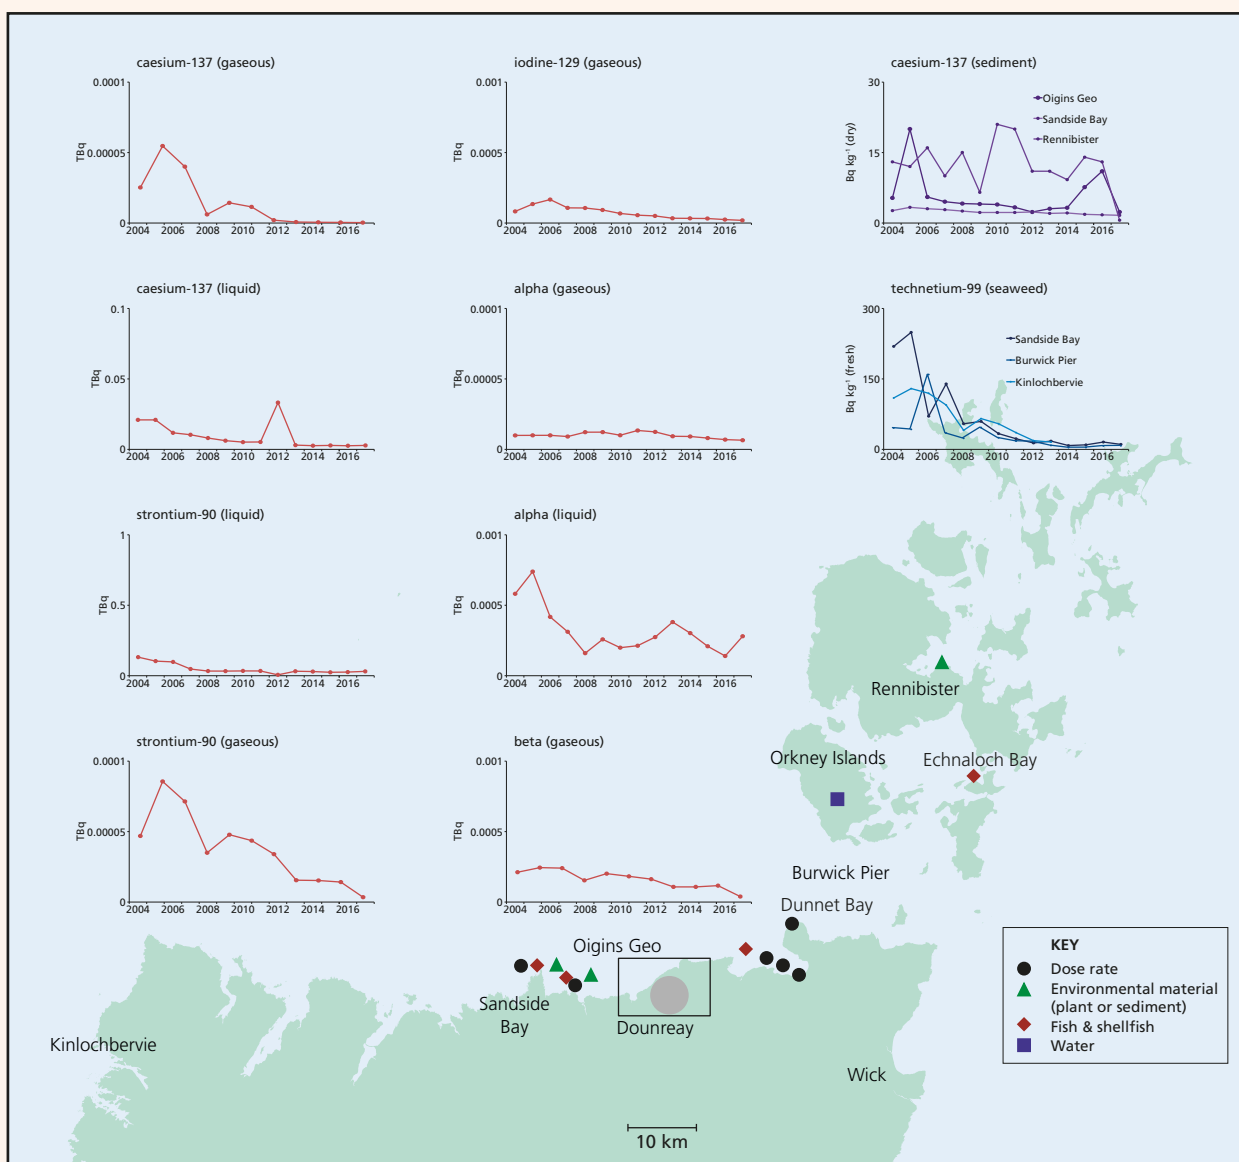 caesium-137 (gaseous)
0.0001
0.00005
0
TBq
2004 2006 2008 2010 2012 2014 2016
iodine-129 (gaseous)
0.001
0.0005
0
TBq
2004 2006 2008 2010 2012 2014 2016
caesium-137 (sediment)
30
15
0
Bq kg⁻¹ (dry)
Oigins Geo
Sandside Bay
Rennibister
2004 2006 2008 2010 2012 2014 2016
caesium-137 (liquid)
0.1
0.05
0
TBq
2004 2006 2008 2010 2012 2014 2016
alpha (gaseous)
0.0001
0.00005
0
TBq
2004 2006 2008 2010 2012 2014 2016
technetium-99 (seaweed)
300
150
0
Bq kg⁻¹ (fresh)
Sandside Bay
Burwick Pier
Kinlochbervie
2004 2006 2008 2010 2012 2014 2016
strontium-90 (liquid)
1
0.5
0
TBq
2004 2006 2008 2010 2012 2014 2016
alpha (liquid)
0.001
0.0005
0
TBq
2004 2006 2008 2010 2012 2014 2016
strontium-90 (gaseous)
0.0001
0.00005
0
TBq
2004 2006 2008 2010 2012 2014 2016
beta (gaseous)
0.001
0.0005
0
TBq
2004 2006 2008 2010 2012 2014 2016
Rennibister
Orkney Islands
Echnaloch Bay
Burwick Pier
Dunnet Bay
Oigins Geo
Sandside
Bay
Dounreay
Kinlochbervie
Wick
10 km
KEY
Dose rate
Environmental material
(plant or sediment)
Fish & shellfish
Water